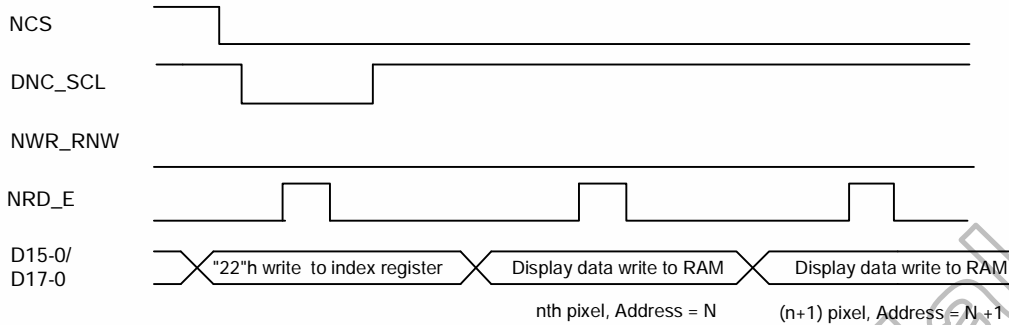 NCS
DNC_SCL
NWR_RNW
NRD_E
D15-0/
D17-0
"22"h write to index register
Display data write to RAM
Display data write to RAM
nth pixel, Address = N
(n+1) pixel, Address = N +1